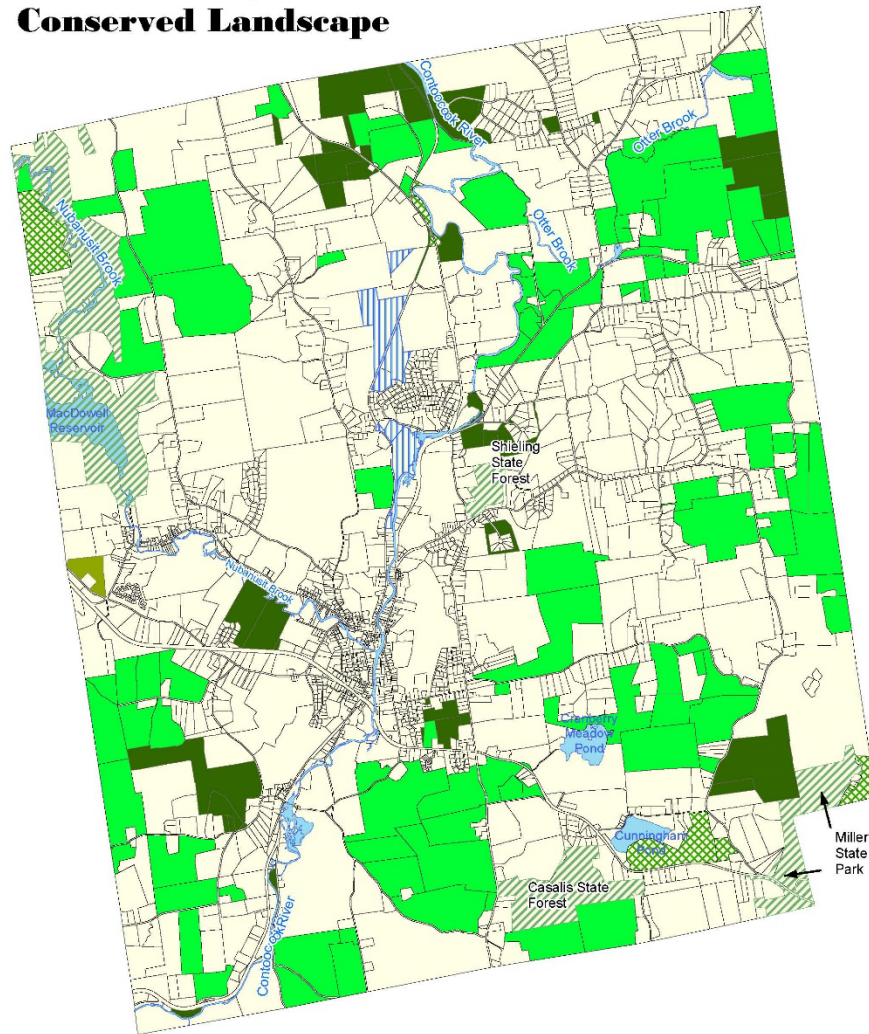 Conserved Landscape
Contoocook River
Otter Brook
Nubanusit Brook
Otter Brook
MacDowell
Reservoir
Shieling
State
Forest
Nubanusit Brook
Cranberry
Meadow
Pond
Cunningham
Pond
Miller
State
Park
Casalis State
Forest
Contoocook River